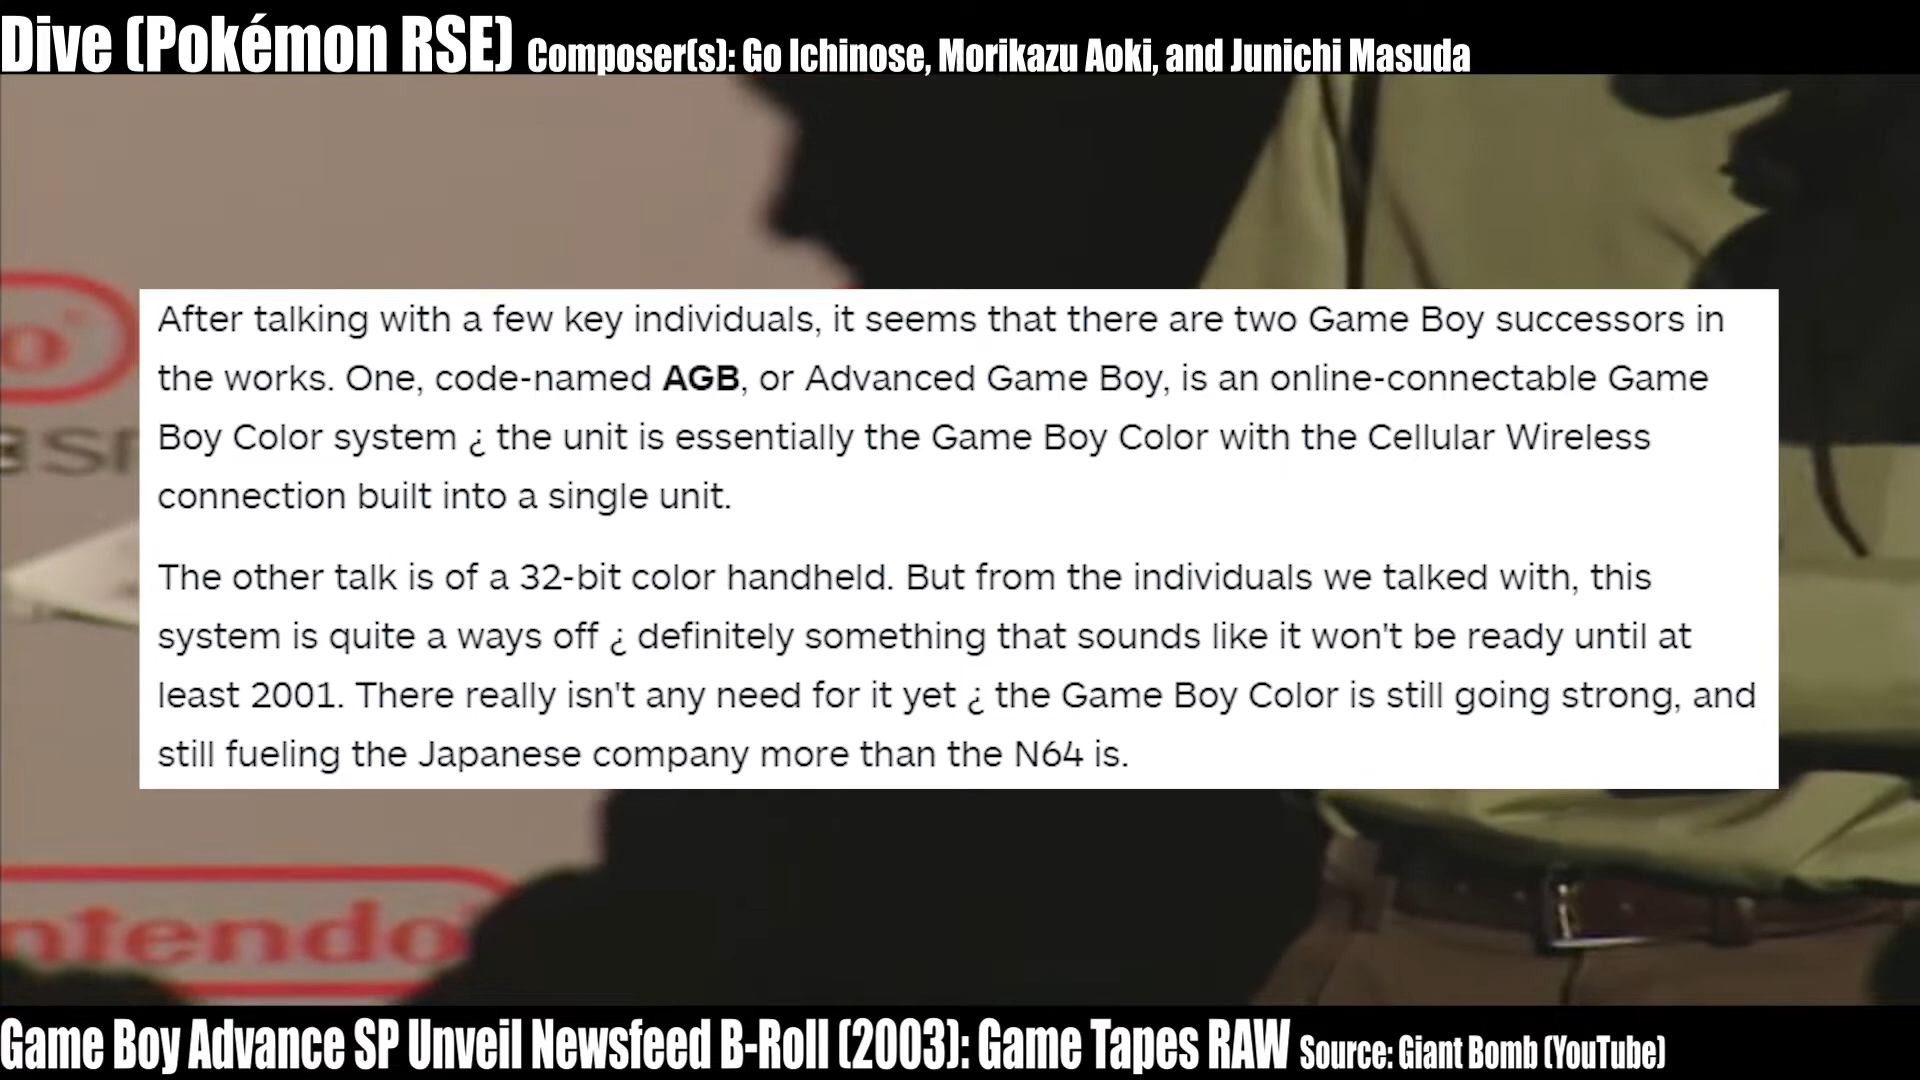 Dive (Pokémon RSE) Composer(s): Go Ichinose, Morikazu Aoki, and Junichi Masuda
After talking with a few key individuals, it seems that there are two Game Boy successors in
the works. One, code-named AGB, or Advanced Game Boy, is an online-connectable Game
Boy Color system ¿ the unit is essentially the Game Boy Color with the Cellular Wireless
connection built into a single unit.
The other talk is of a 32-bit color handheld. But from the individuals we talked with, this
system is quite a ways off ¿ definitely something that sounds like it won't be ready until at
least 2001. There really isn't any need for it yet ¿ the Game Boy Color is still going strong, and
still fueling the Japanese company more than the N64 is.
ntendo
Game Boy Advance SP Unveil Newsfeed B-Roll (2003): Game Tapes RAW Source: Giant Bomb (YouTube)